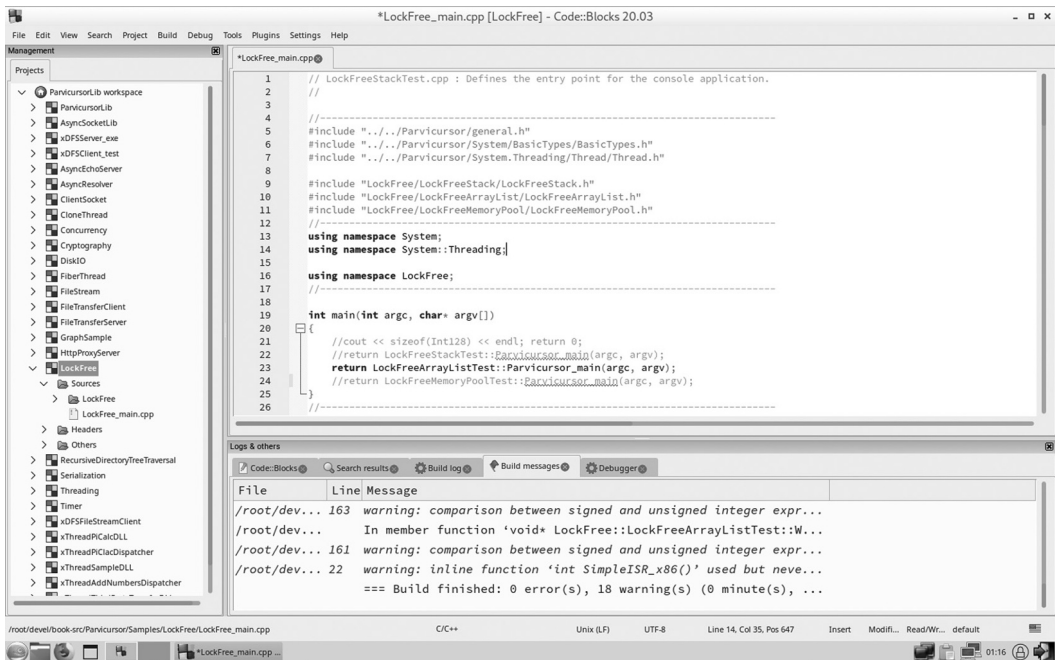 *LockFree_main.cpp [LockFree] - Code::Blocks 20.03
File Edit View Search Project Build Debug Tools Plugins Settings Help
Management
Projects
ParvicursorLib workspace
ParvicursorLib
AsyncSocketLib
xDFSServer_exe
xDFSClient_test
AsyncEchoServer
AsyncResolver
ClientSocket
CloneThread
Concurrency
Cryptography
DiskIO
FiberThread
FileStream
FileTransferClient
FileTransferServer
GraphSample
HttpProxyServer
LockFree
Sources
LockFree
LockFree_main.cpp
Headers
Others
RecursiveDirectoryTreeTraversal
Serialization
Threading
Timer
xDFSFileStreamClient
xThreadPiCalcDLL
xThreadPiClacDispatcher
xThreadSampleDLL
xThreadAddNumbersDispatcher
*LockFree_main.cpp
1 // LockFreeStackTest.cpp : Defines the entry point for the console application.
2 //
3
4 //------------------------------------------------------------------------------
5 #include "../../Parvicursor/general.h"
6 #include "../../Parvicursor/System/BasicTypes/BasicTypes.h"
7 #include "../../Parvicursor/System.Threading/Thread/Thread.h"
8
9 #include "LockFree/LockFreeStack/LockFreeStack.h"
10 #include "LockFree/LockFreeArrayList/LockFreeArrayList.h"
11 #include "LockFree/LockFreeMemoryPool/LockFreeMemoryPool.h"
12 //------------------------------------------------------------------------------
13 using namespace System;
14 using namespace System::Threading;
15
16 using namespace LockFree;
17 //------------------------------------------------------------------------------
18
19 int main(int argc, char* argv[])
20 {
21 //cout << sizeof(Int128) << endl; return 0;
22 //return LockFreeStackTest::Parvicursor_main(argc, argv);
23 return LockFreeArrayListTest::Parvicursor_main(argc, argv);
24 //return LockFreeMemoryPoolTest::Parvicursor_main(argc, argv);
25 }
26 //------------------------------------------------------------------------------
Logs & others
Code::Blocks Search results Build log Build messages Debugger
File Line Message
/root/dev... 163 warning: comparison between signed and unsigned integer expr...
/root/dev... In member function ‘void* LockFree::LockFreeArrayListTest::W...
/root/dev... 161 warning: comparison between signed and unsigned integer expr...
/root/dev... 22 warning: inline function ‘int SimpleISR_x86()’ used but neve...
=== Build finished: 0 error(s), 18 warning(s) (0 minute(s), ...
/root/devel/book-src/Parvicursor/Samples/LockFree/LockFree_main.cpp C/C++ Unix (LF) UTF-8 Line 14, Col 35, Pos 647 Insert Modifi... Read/Wr... default
*LockFree_main.cpp ... 01:16